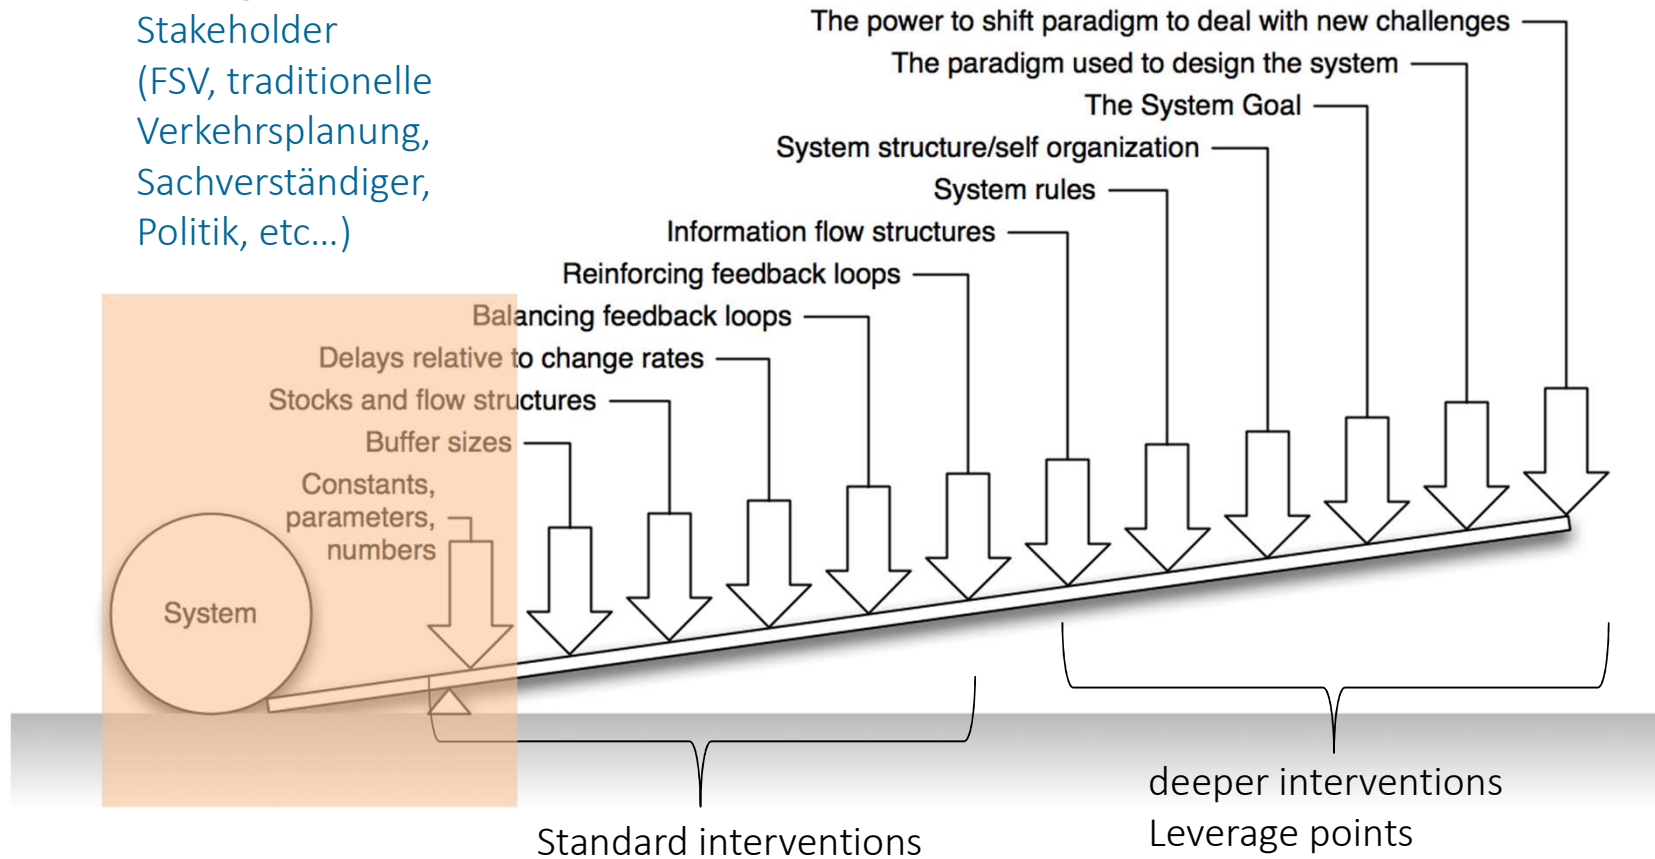 Stakeholder
(FSV, traditionelle
Verkehrsplanung,
Sachverständiger,
Politik, etc…)
The power to shift paradigm to deal with new challenges
The paradigm used to design the system
The System Goal
System structure/self organization
System rules
Information flow structures
Reinforcing feedback loops
Balancing feedback loops
Delays relative to change rates
Stocks and flow structures
Buffer sizes
Constants,
parameters,
numbers
System
Standard interventions
deeper interventions
Leverage points